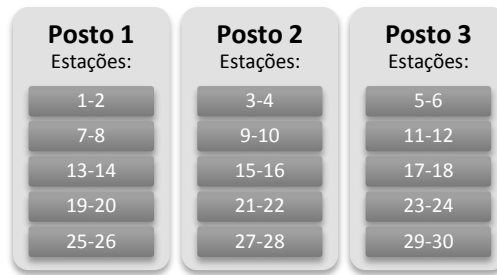 Posto 1
Estações:
1-2
7-8
13-14
19-20
25-26
Posto 2
Estações:
3-4
9-10
15-16
21-22
27-28
Posto 3
Estações:
5-6
11-12
17-18
23-24
29-30